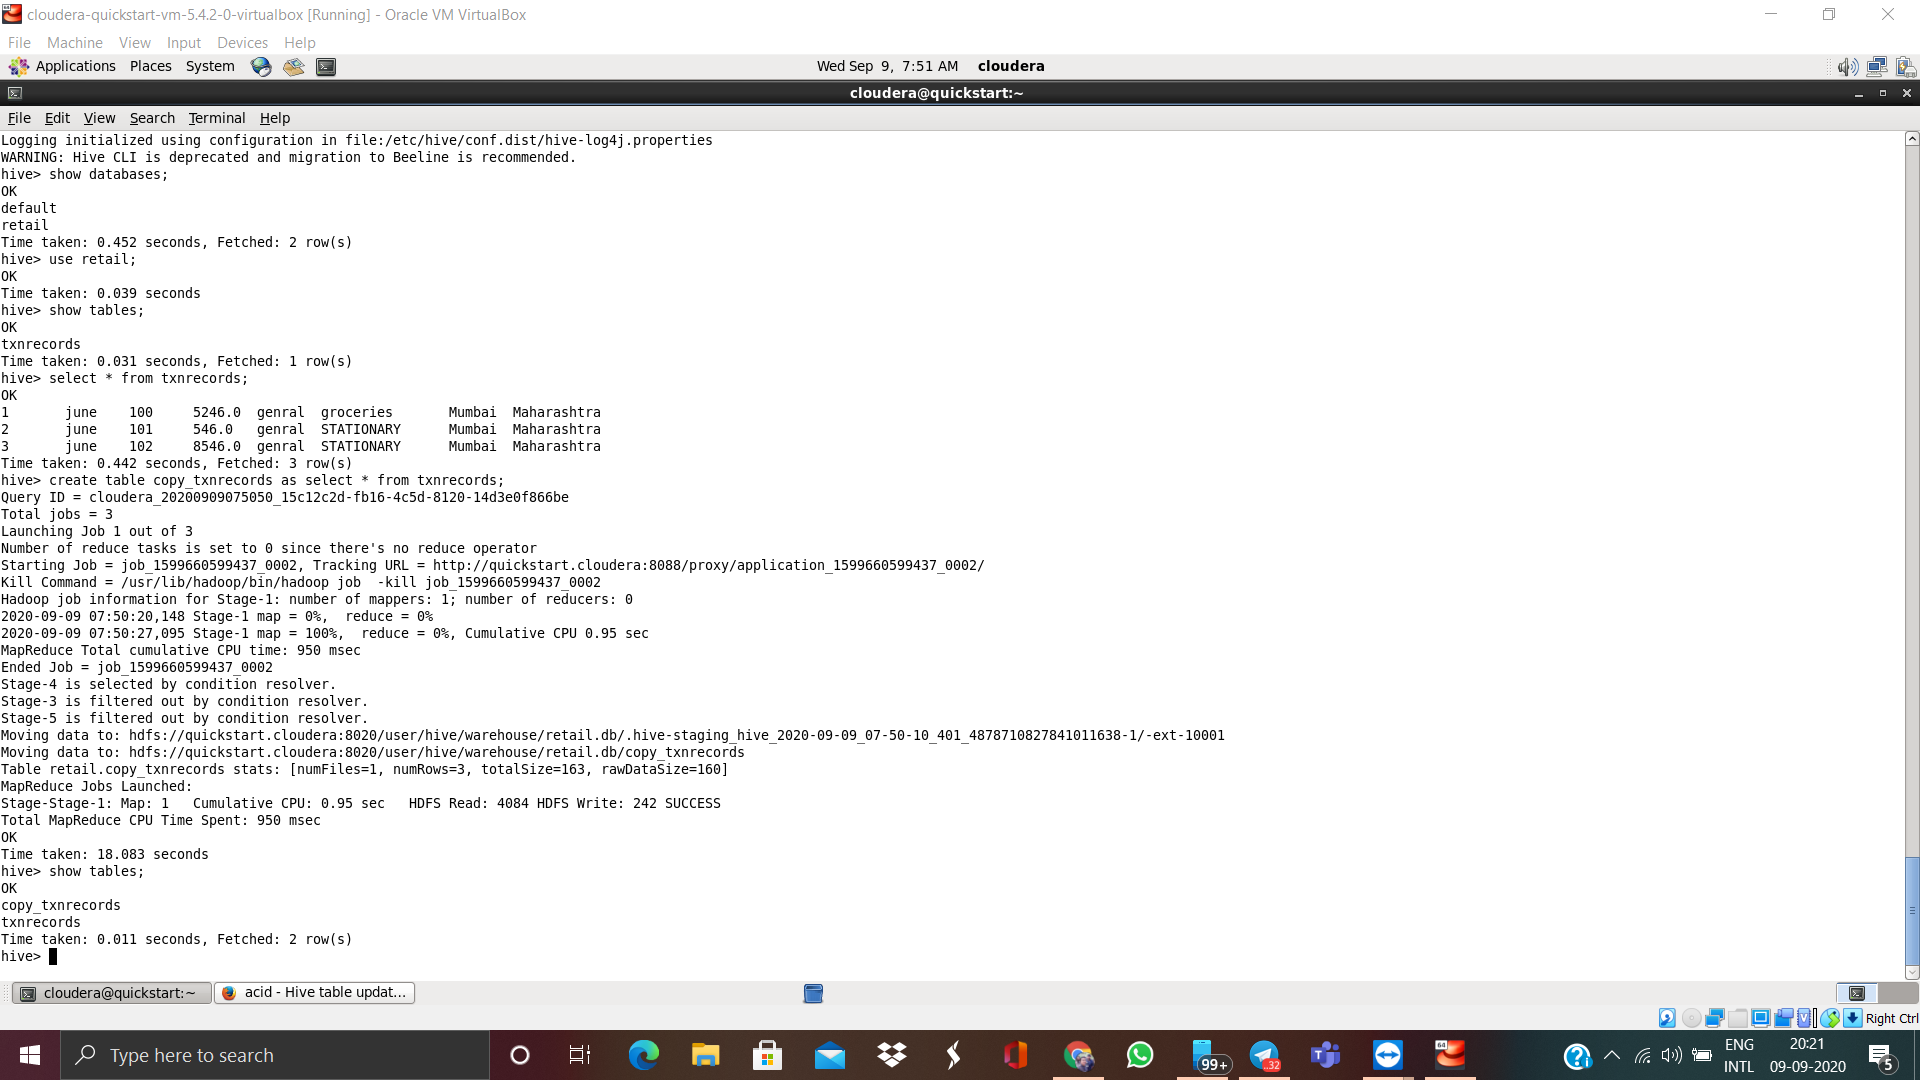 cloudera-quickstart-vm-5.4.2-0-virtualbox [Running] - Oracle VM VirtualBox
File Machine View Input Devices Help
Applications Places System Wed Sep 9, 7:51 AM cloudera
cloudera@quickstart:~
File Edit View Search Terminal Help
Logging initialized using configuration in file:/etc/hive/conf.dist/hive-log4j.properties
WARNING: Hive CLI is deprecated and migration to Beeline is recommended.
hive> show databases;
OK
default
retail
Time taken: 0.452 seconds, Fetched: 2 row(s)
hive> use retail;
OK
Time taken: 0.039 seconds
hive> show tables;
OK
txnrecords
Time taken: 0.031 seconds, Fetched: 1 row(s)
hive> select * from txnrecords;
OK
1 june 100 5246.0 genral groceries Mumbai Maharashtra
2 june 101 546.0 genral STATIONARY Mumbai Maharashtra
3 june 102 8546.0 genral STATIONARY Mumbai Maharashtra
Time taken: 0.442 seconds, Fetched: 3 row(s)
hive> create table copy_txnrecords as select * from txnrecords;
Query ID = cloudera_20200909075050_15c12c2d-fb16-4c5d-8120-14d3e0f866be
Total jobs = 3
Launching Job 1 out of 3
Number of reduce tasks is set to 0 since there's no reduce operator
Starting Job = job_1599660599437_0002, Tracking URL = http://quickstart.cloudera:8088/proxy/application_1599660599437_0002/
Kill Command = /usr/lib/hadoop/bin/hadoop job  -kill job_1599660599437_0002
Hadoop job information for Stage-1: number of mappers: 1; number of reducers: 0
2020-09-09 07:50:20,148 Stage-1 map = 0%,  reduce = 0%
2020-09-09 07:50:27,095 Stage-1 map = 100%,  reduce = 0%, Cumulative CPU 0.95 sec
MapReduce Total cumulative CPU time: 950 msec
Ended Job = job_1599660599437_0002
Stage-4 is selected by condition resolver.
Stage-3 is filtered out by condition resolver.
Stage-5 is filtered out by condition resolver.
Moving data to: hdfs://quickstart.cloudera:8020/user/hive/warehouse/retail.db/.hive-staging_hive_2020-09-09_07-50-10_401_4878710827841011638-1/-ext-10001
Moving data to: hdfs://quickstart.cloudera:8020/user/hive/warehouse/retail.db/copy_txnrecords
Table retail.copy_txnrecords stats: [numFiles=1, numRows=3, totalSize=163, rawDataSize=160]
MapReduce Jobs Launched:
Stage-Stage-1: Map: 1   Cumulative CPU: 0.95 sec   HDFS Read: 4084 HDFS Write: 242 SUCCESS
Total MapReduce CPU Time Spent: 950 msec
OK
Time taken: 18.083 seconds
hive> show tables;
OK
copy_txnrecords
txnrecords
Time taken: 0.011 seconds, Fetched: 2 row(s)
hive>
cloudera@quickstart:~ acid - Hive table updat...
Right Ctrl
Type here to search 99+ ..32 64 ENG 20:21
INTL 09-09-2020 5